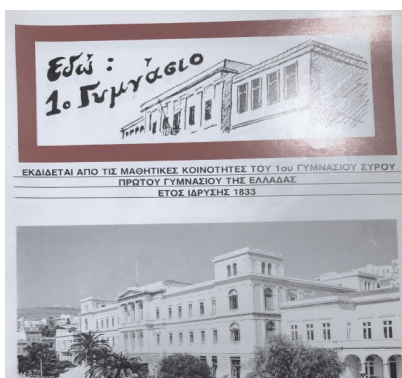 Εδώ :
1ο Γυμνάσιο
ΕΚΔΙΔΕΤΑΙ ΑΠΟ ΤΙΣ ΜΑΘΗΤΙΚΕΣ ΚΟΙΝΟΤΗΤΕΣ ΤΟΥ 1ου ΓΥΜΝΑΣΙΟΥ ΣΥΡΟΥ
ΠΡΩΤΟΥ ΓΥΜΝΑΣΙΟΥ ΤΗΣ ΕΛΛΑΔΑΣ
ΕΤΟΣ ΙΔΡΥΣΗΣ 1833